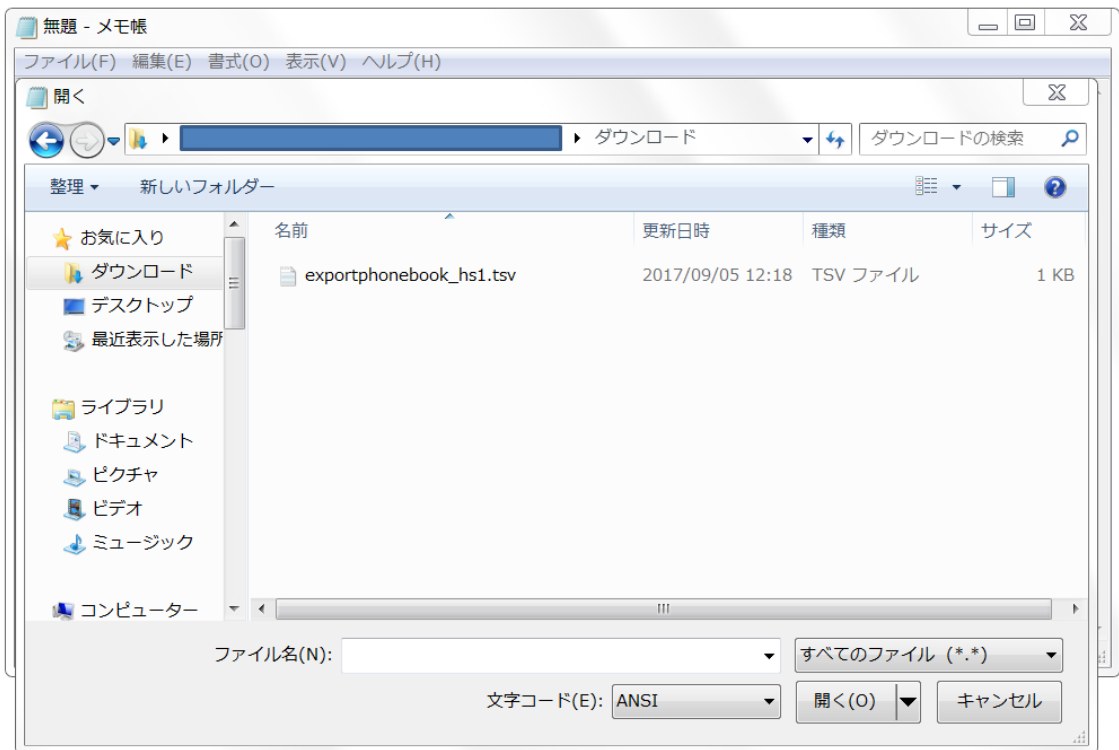 無題 - メモ帳
ファイル(F) 編集(E) 書式(O) 表示(V) ヘルプ(H)
開く
ダウンロード ダウンロードの検索
整理 新しいフォルダー
名前 更新日時 種類 サイズ
exportphonebook_hs1.tsv 2017/09/05 12:18 TSV ファイル 1 KB
お気に入り
ダウンロード
デスクトップ
最近表示した場所
ライブラリ
ドキュメント
ピクチャ
ビデオ
ミュージック
コンピューター
ファイル名(N): すべてのファイル (*.*)
文字コード(E): ANSI 開く(O) キャンセル